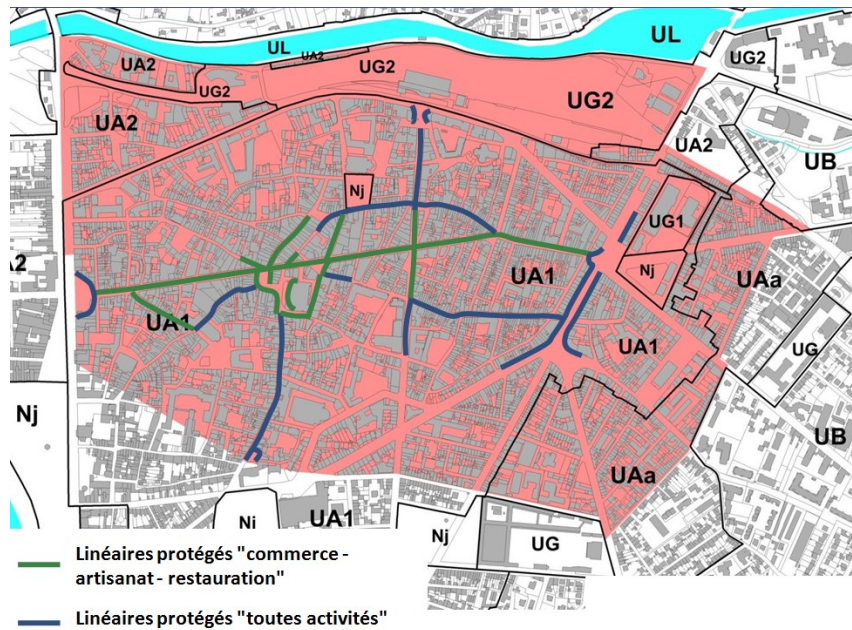 UL
UL
UA2
UA2
UG2
UG2
UG2
UG2
UA2
UA2
UB
Nj
UG1
Nj
A2
UA1
UAa
UA1
UA1
UG
Nj
UB
UAa
Nj
UA1
Nj
UG
Linéaires protégés "commerce -
artisanat - restauration"
Linéaires protégés "toutes activités"